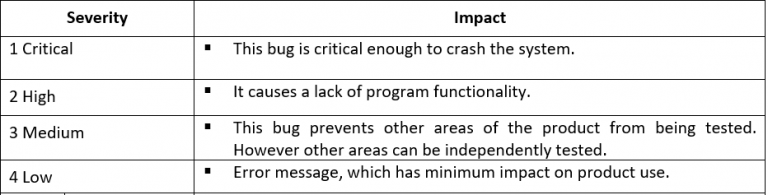 Severity Impact
1 Critical ▪ This bug is critical enough to crash the system.
2 High ▪ It causes a lack of program functionality.
3 Medium ▪ This bug prevents other areas of the product from being tested.
However other areas can be independently tested.
4 Low ▪ Error message, which has minimum impact on product use.